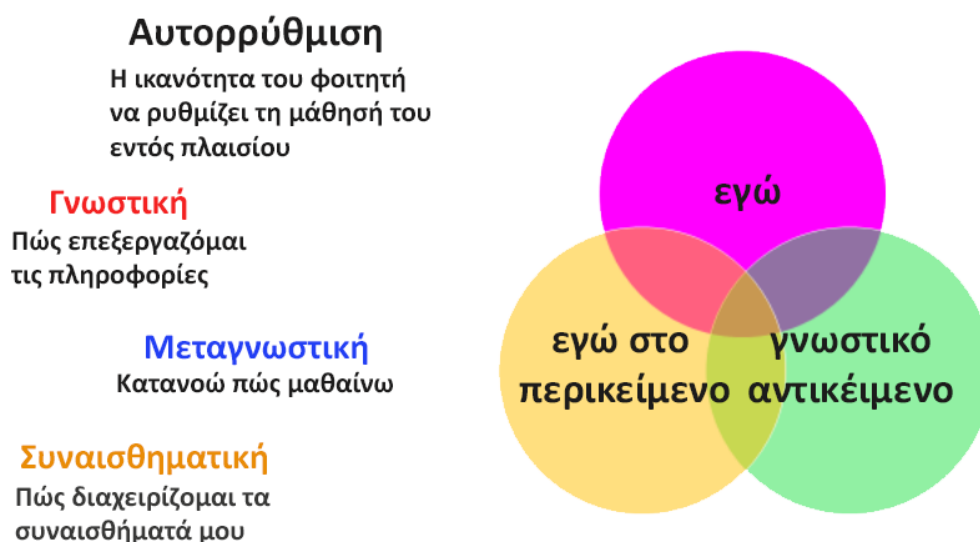 Αυτορρύθμιση
Η ικανότητα του φοιτητή
να ρυθμίζει τη μάθησή του
εντός πλαισίου
Γνωστική
Πώς επεξεργαζόμαι
τις πληροφορίες
Μεταγνωστική
Κατανοώ πώς μαθαίνω
Συναισθηματική
Πώς διαχειρίζομαι τα
συναισθήματά μου
εγώ
εγώ στο
περικείμενο
γνωστικό
αντικέιμενο